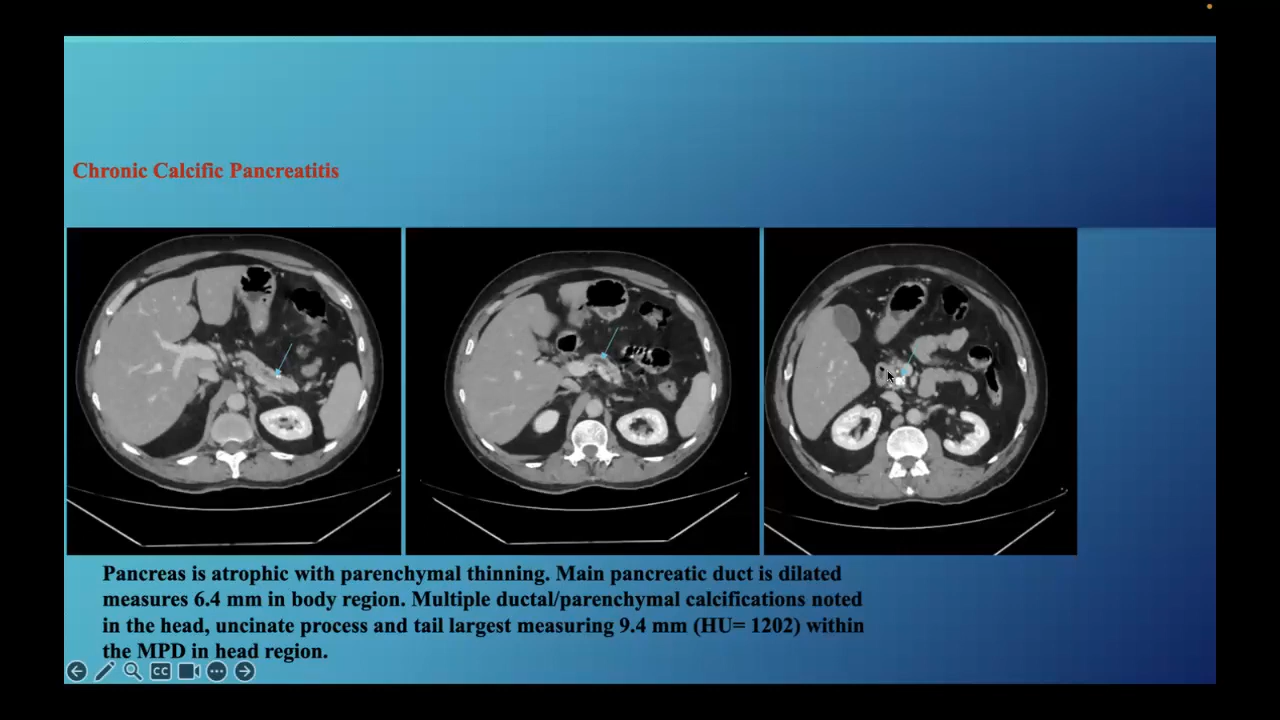 Chronic Calcific Pancreatitis
Pancreas is atrophic with parenchymal thinning. Main pancreatic duct is dilated
measures 6.4 mm in body region. Multiple ductal/parenchymal calcifications noted
in the head, uncinate process and tail largest measuring 9.4 mm (HU= 1202) within
the MPD in head region.
CC